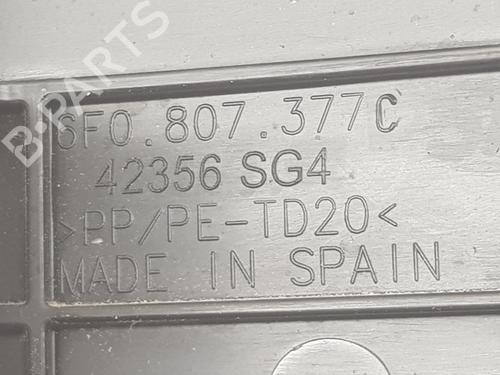 B-PARTS
6F0.807.377C
42356 SG4
>PP/PE-TD20<
MADE IN SPAIN